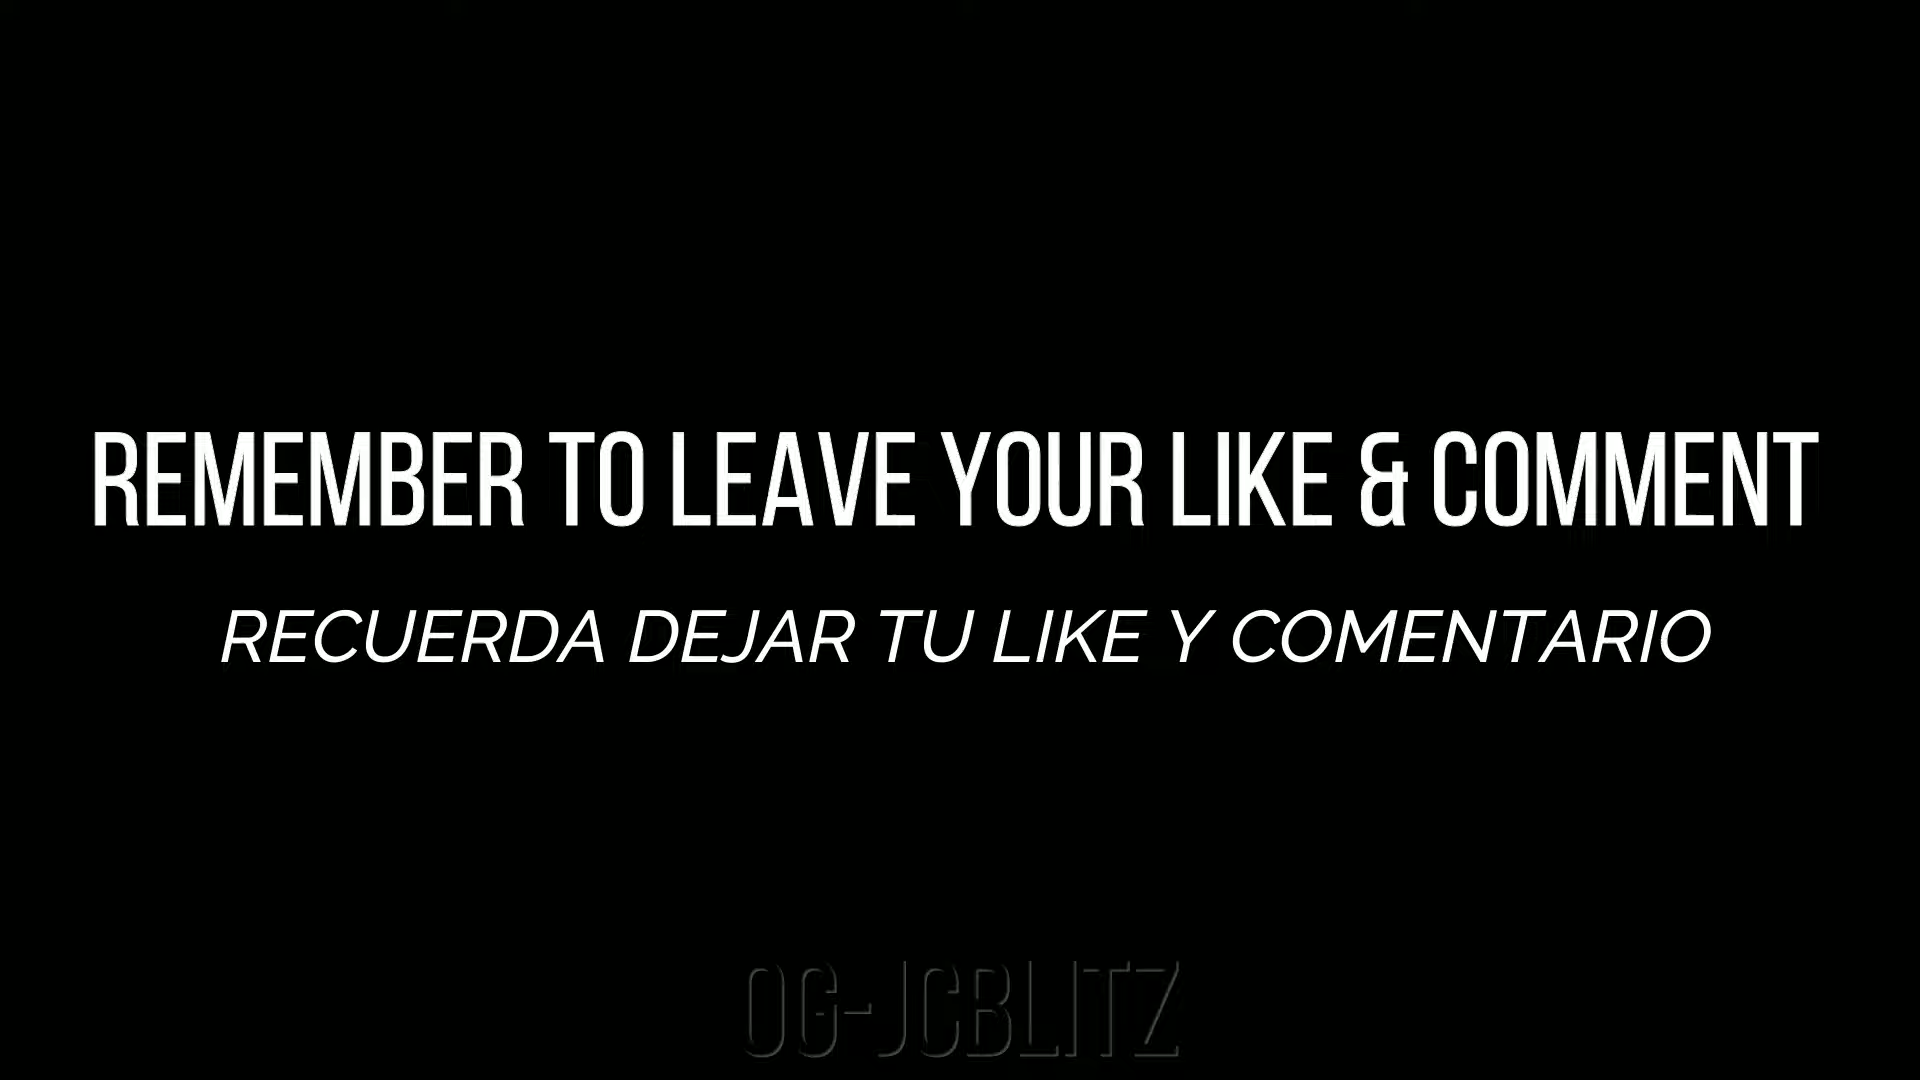 REMEMBER TO LEAVE YOUR LIKE & COMMENT
RECUERDA DEJAR TU LIKE Y COMENTARIO
OG-JCBLITZ